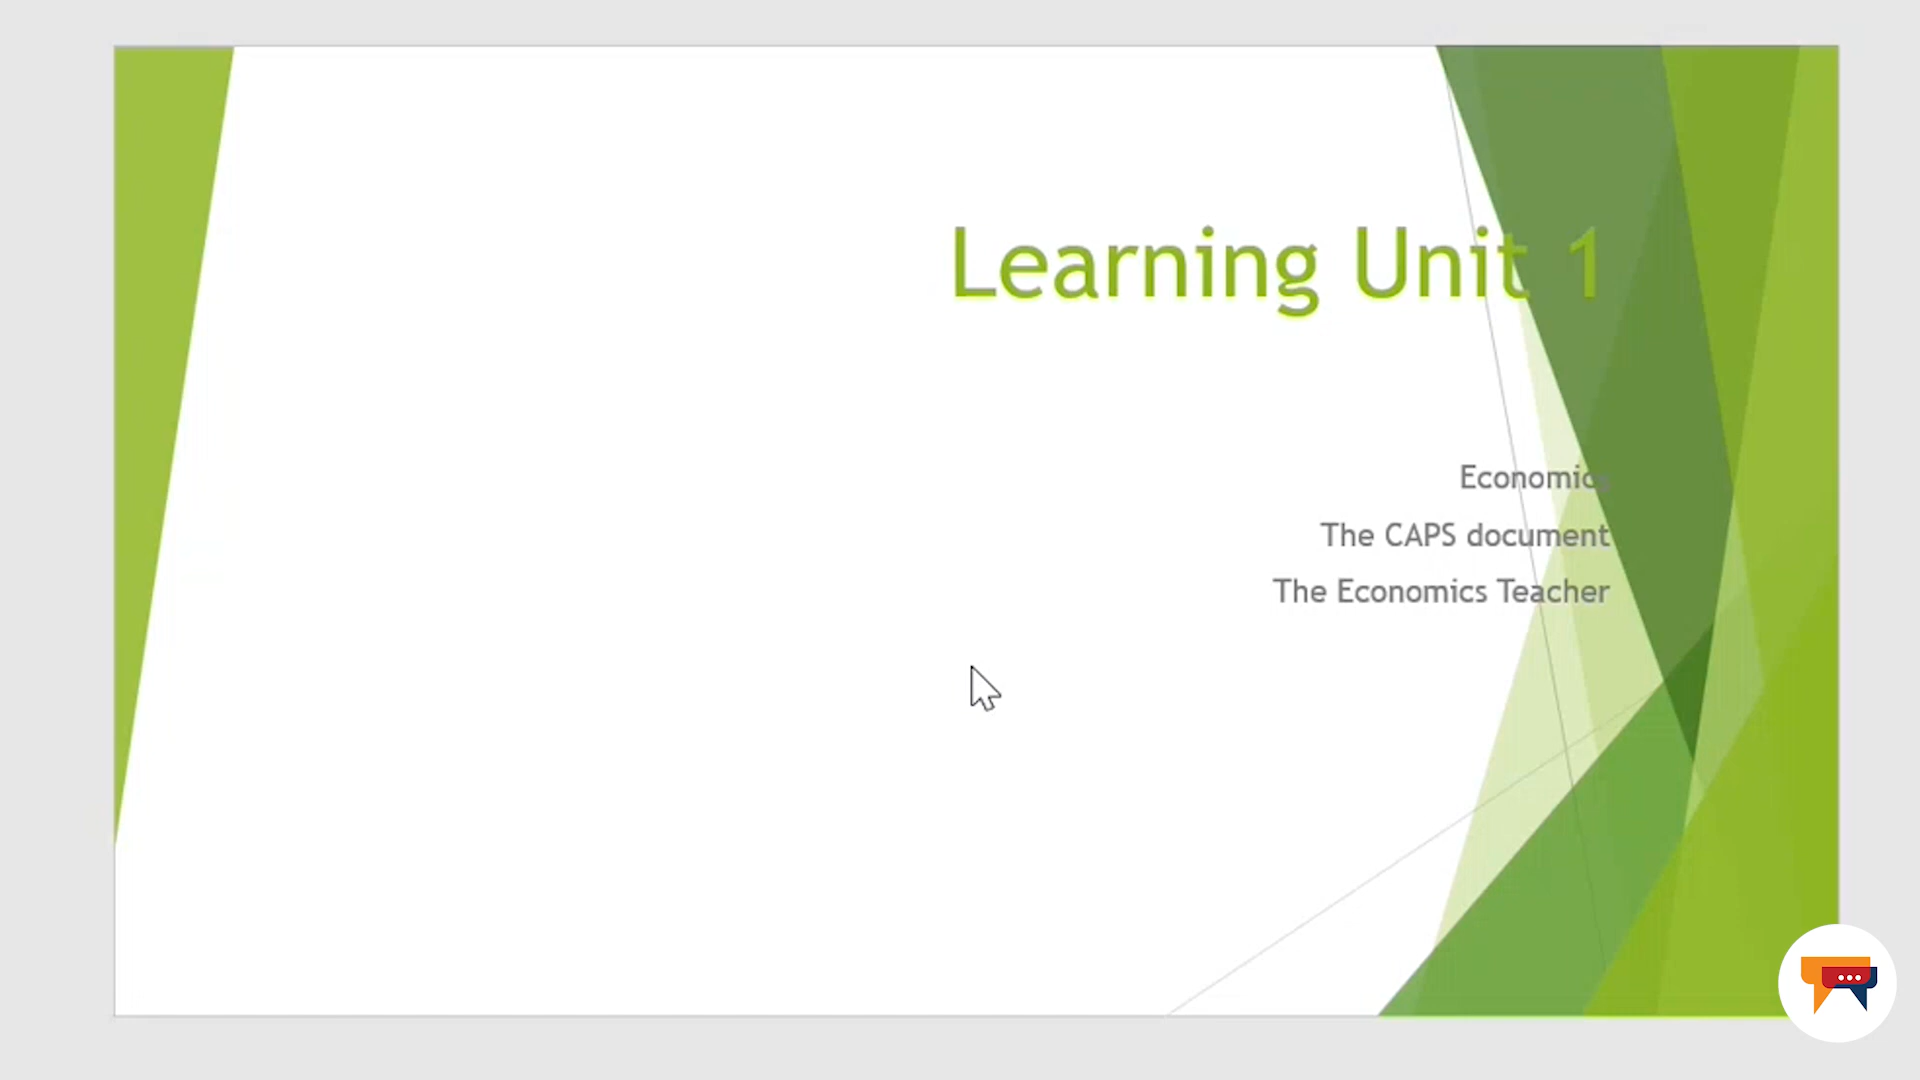 Learning Unit 1
Economics
The CAPS document
The Economics Teacher